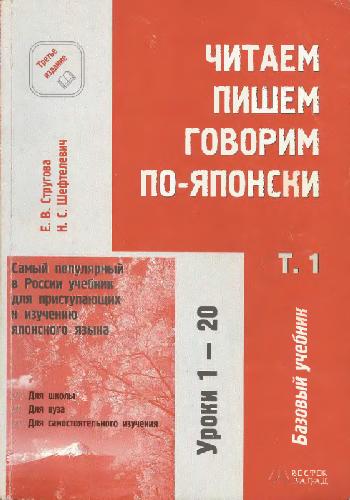 Третье
издание
ЧИТАЕМ
ПИШЕМ
ГОВОРИМ
ПО-ЯПОНСКИ
Е. В. Стругова
Н. С. Шефтелевич
Т. 1
Самый популярный
в России учебник
для приступающих
к изучению
японского языка
Для школы
Для вуза
Для самостоятельного изучения
Уроки 1 – 20
Базовый учебник
ВОСТОК
ЗАПАД